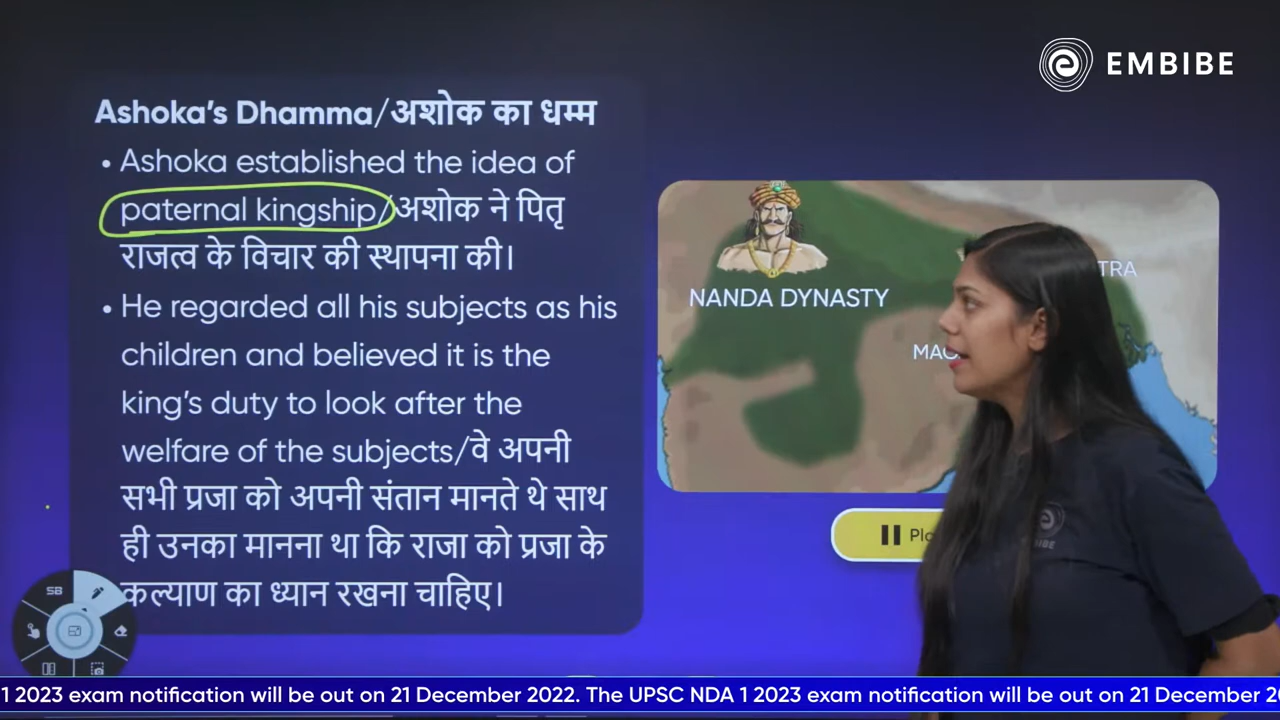 EMBIBE
Ashoka's Dhamma/अशोक का धम्म
• Ashoka established the idea of
paternal kingship/अशोक ने पितृ
राजत्व के विचार की स्थापना की।
• He regarded all his subjects as his
children and believed it is the
king's duty to look after the
welfare of the subjects/वे अपनी
सभी प्रजा को अपनी संतान मानते थे साथ
ही उनका मानना था कि राजा को प्रजा के
कल्याण का ध्यान रखना चाहिए।
NANDA DYNASTY
SB
1 2023 exam notification will be out on 21 December 2022. The UPSC NDA 1 2023 exam notification will be out on 21 December